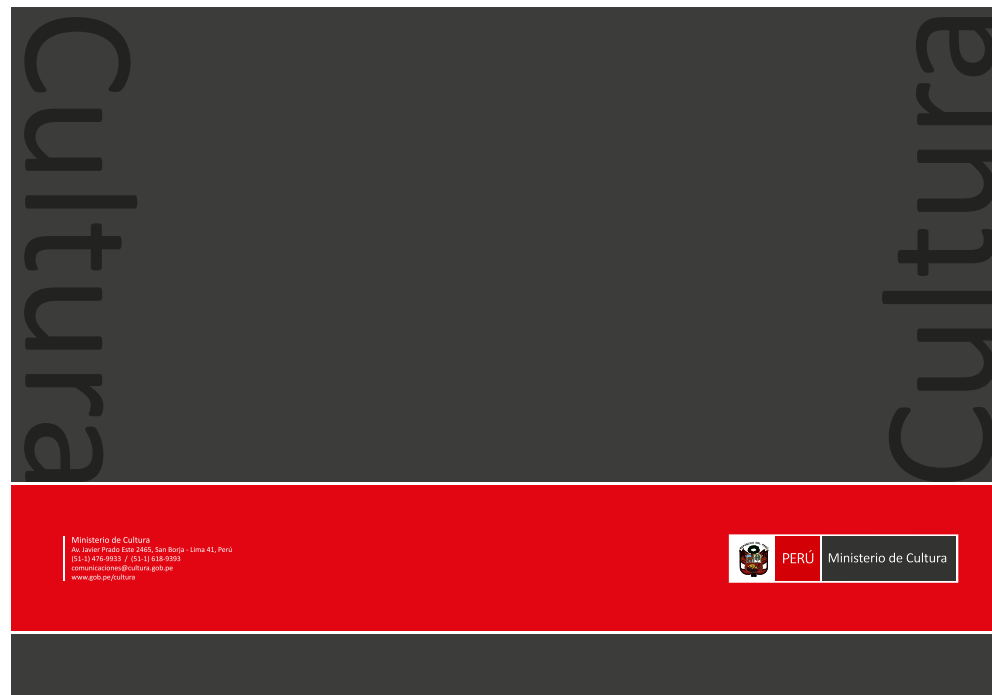 Cultura
Cultura
Ministerio de Cultura
Av. Javier Prado Este 2465, San Borja - Lima 41, Perú
(51-1) 476-9933 / (51-1) 618-9393
comunicaciones@cultura.gob.pe
www.gob.pe/cultura
PERÚ
Ministerio de Cultura